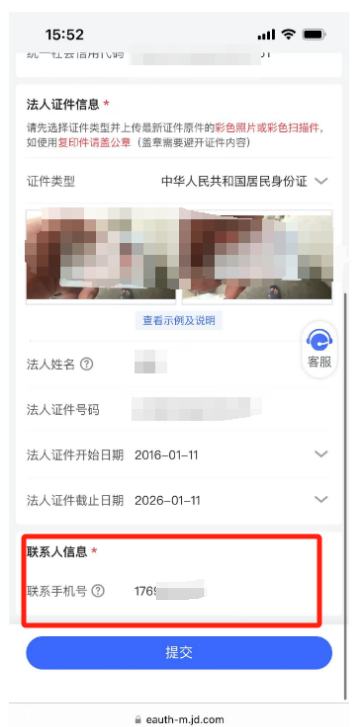 15:52
统一社会信用代码
法人证件信息 *
请先选择证件类型并上传最新证件原件的彩色照片或彩色扫描件，
如使用复印件请盖公章（盖章需要避开证件内容）
证件类型 中华人民共和国居民身份证
查看示例及说明
客服
法人姓名 ?
法人证件号码
法人证件开始日期 2016-01-11
法人证件截止日期 2026-01-11
联系人信息 *
联系手机号 ? 176
提交
eauth-m.jd.com